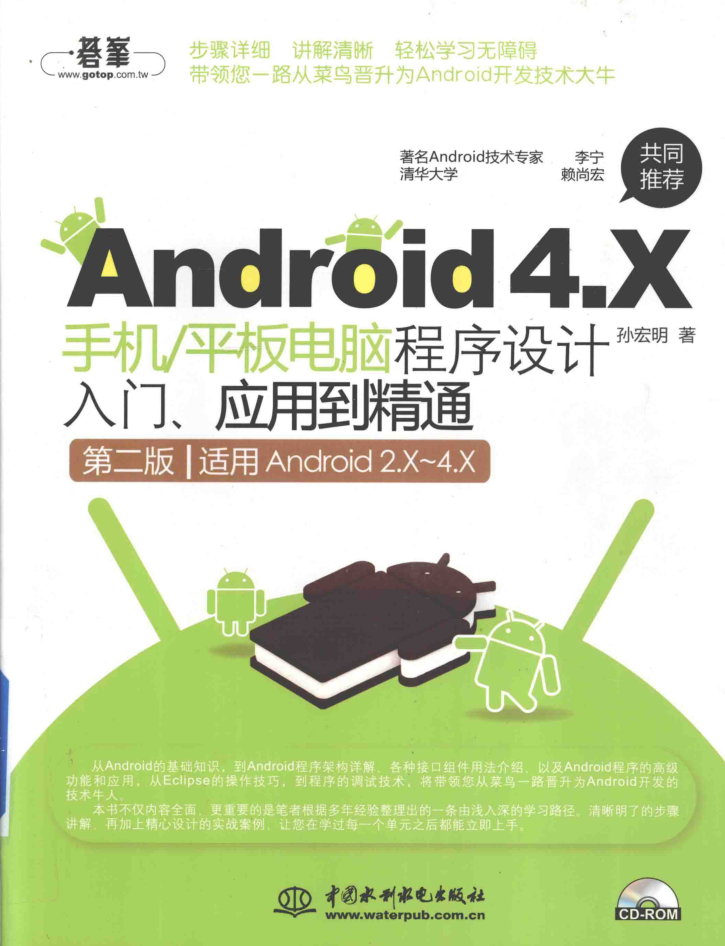 碁峯
www.gotop.com.tw
步骤详细 讲解清晰 轻松学习无障碍
带领您一路从菜鸟晋升为Android开发技术大牛
著名Android技术专家 李宁
清华大学 赖尚宏
共同
推荐
Android 4.X
手机/平板电脑程序设计
孙宏明 著
入门、应用到精通
第二版 | 适用 Android 2.X~4.X
从Android的基础知识，到Android程序架构详解、各种接口组件用法介绍、以及Android程序的高级
功能和应用，从Eclipse的操作技巧，到程序的调试技术，将带领您从菜鸟一路晋升为Android开发的
技术牛人。
本书不仅内容全面，更重要的是笔者根据多年经验整理出的一条由浅入深的学习路径。清晰明了的步骤
讲解、再加上精心设计的实战案例，让您在学过每一个单元之后都能立即上手。
中国水利水电出版社
www.waterpub.com.cn
CD-ROM